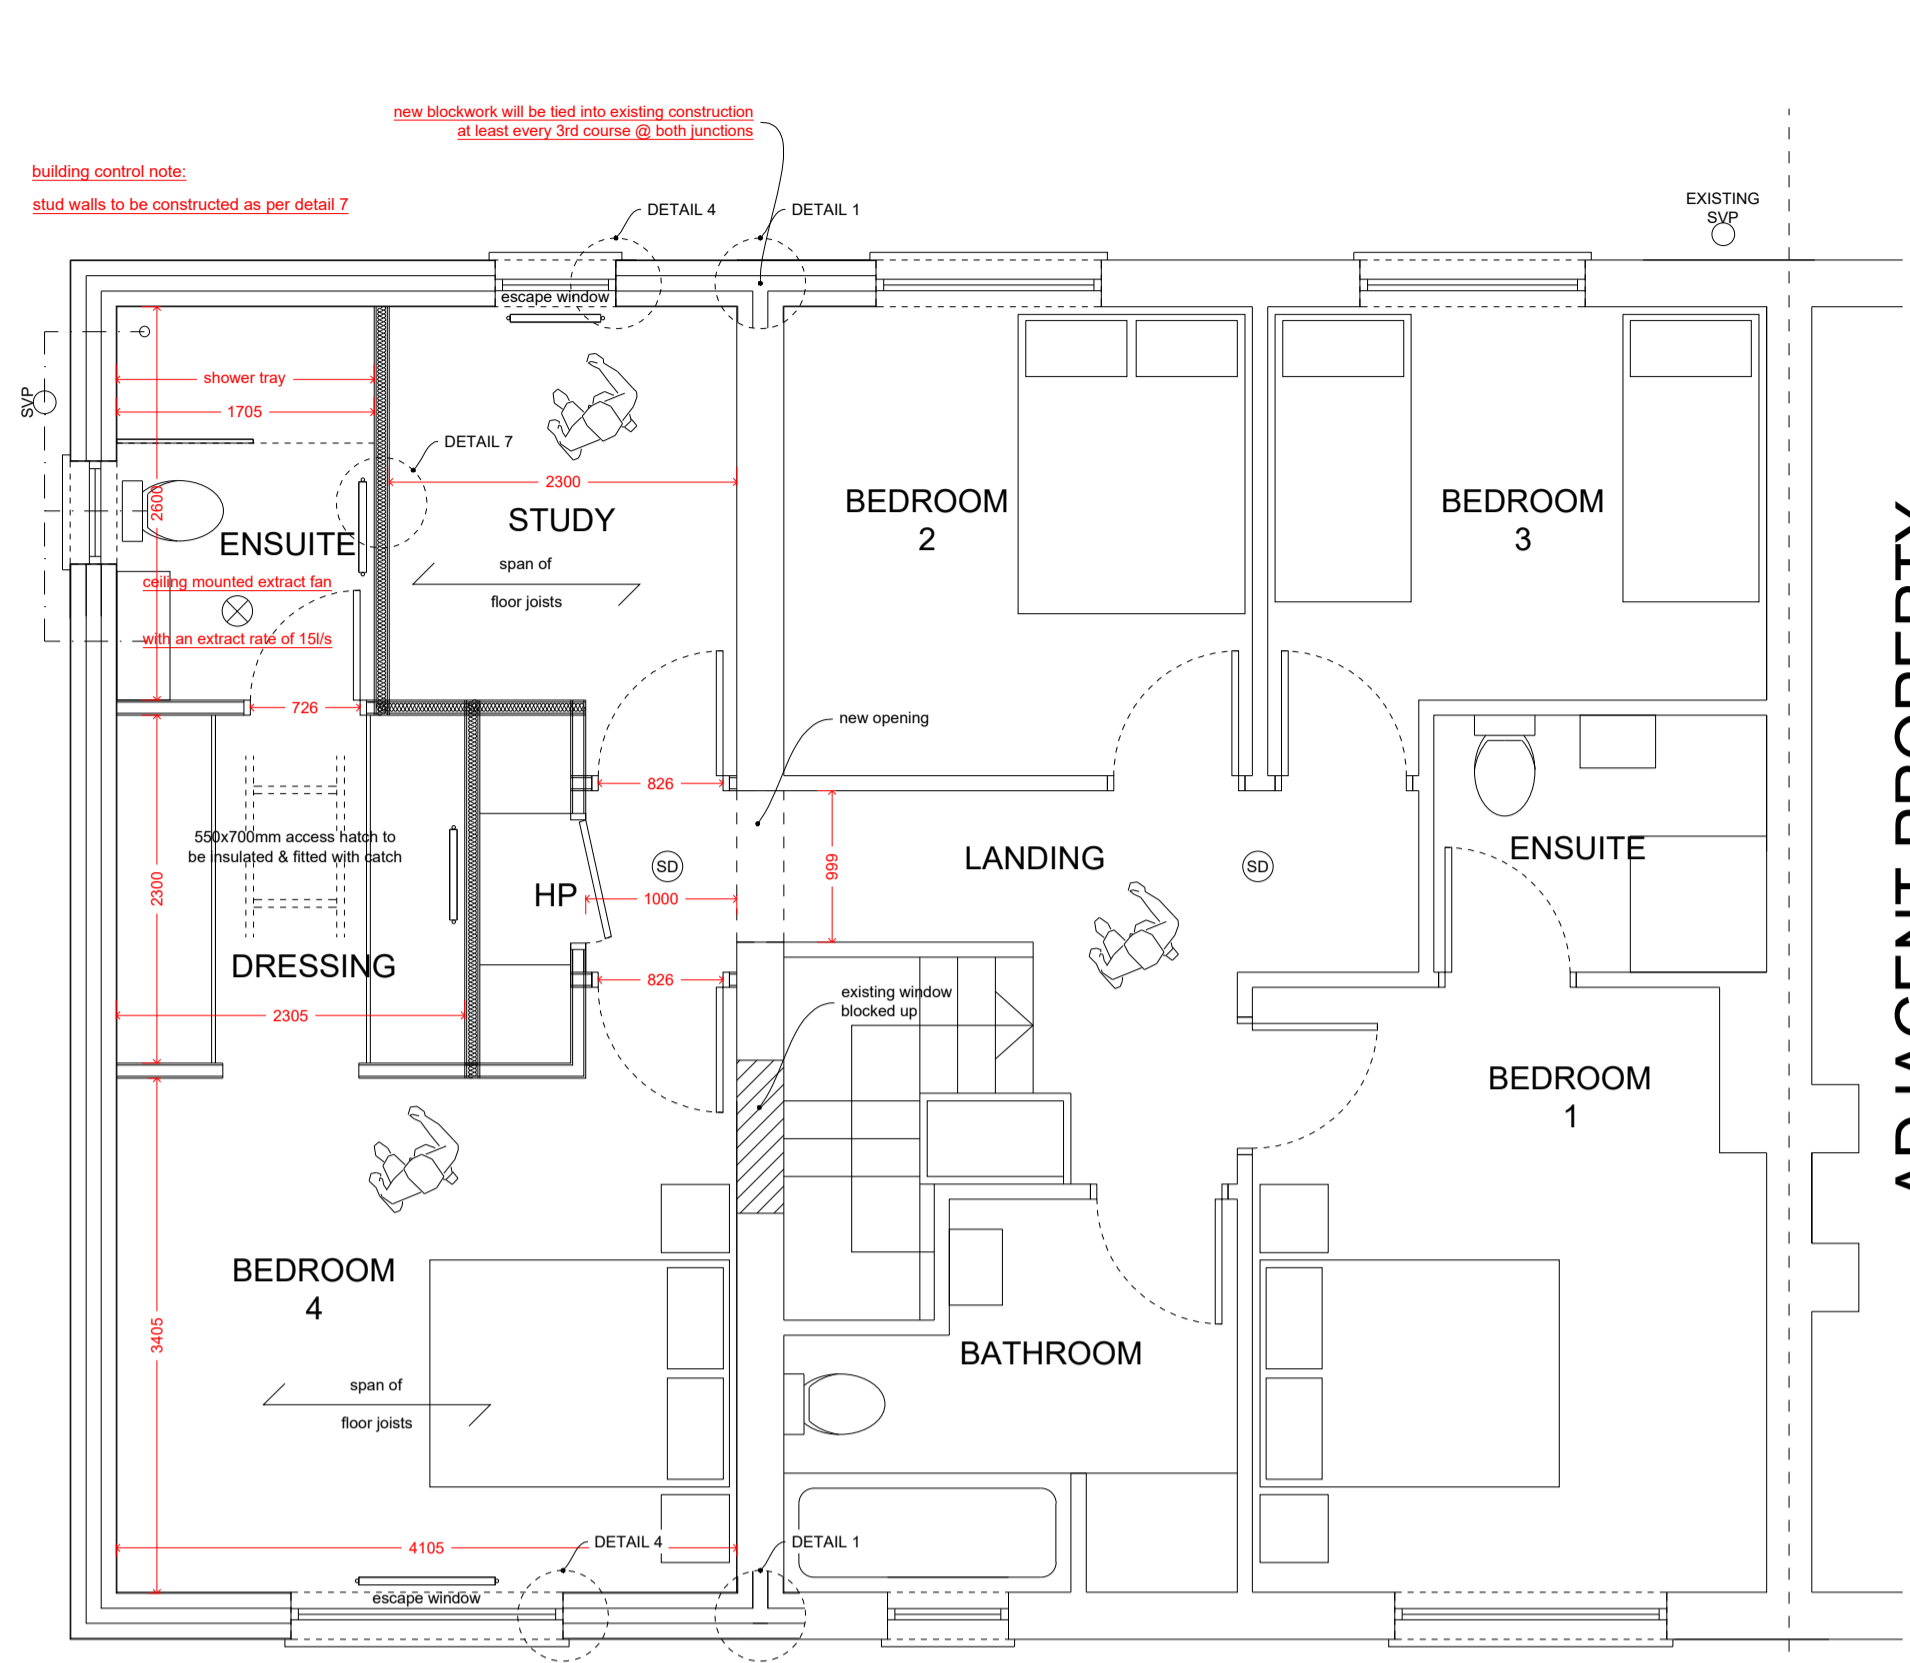 new blockwork will be tied into existing construction
at least every 3rd course @ both junctions
building control note:
stud walls to be constructed as per detail 7
DETAIL 4
DETAIL 1
EXISTING
SVP
escape window
SVP
shower tray
1705
2600
DETAIL 7
2300
ENSUITE
STUDY
span of
floor joists
BEDROOM
2
BEDROOM
3
ceiling mounted extract fan
with an extract rate of 15l/s
726
new opening
826
550x700mm access hatch to
be insulated & fitted with catch
2300
HP
SD
1000
999
LANDING
SD
ENSUITE
DRESSING
826
2305
existing window
blocked up
BEDROOM
1
ADJACENT PROPERTY
BEDROOM
4
3405
span of
floor joists
BATHROOM
4105
DETAIL 4
DETAIL 1
escape window